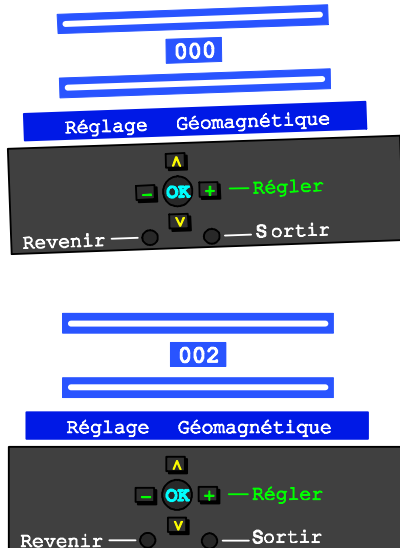 000
Réglage Géomagnétique
∧
− OK + Régler
∨
Revenir Sortir
002
Réglage Géomagnétique
∧
− OK + Régler
∨
Revenir Sortir